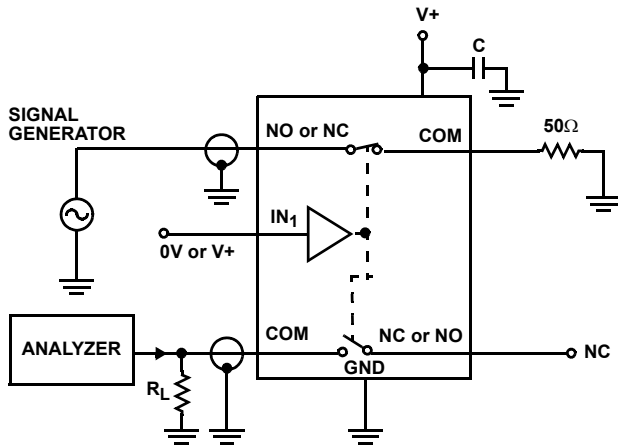 V+
C
SIGNAL
GENERATOR
NO or NC
COM
50Ω
IN1
0V or V+
COM
NC or NO
ANALYZER
NC
GND
RL